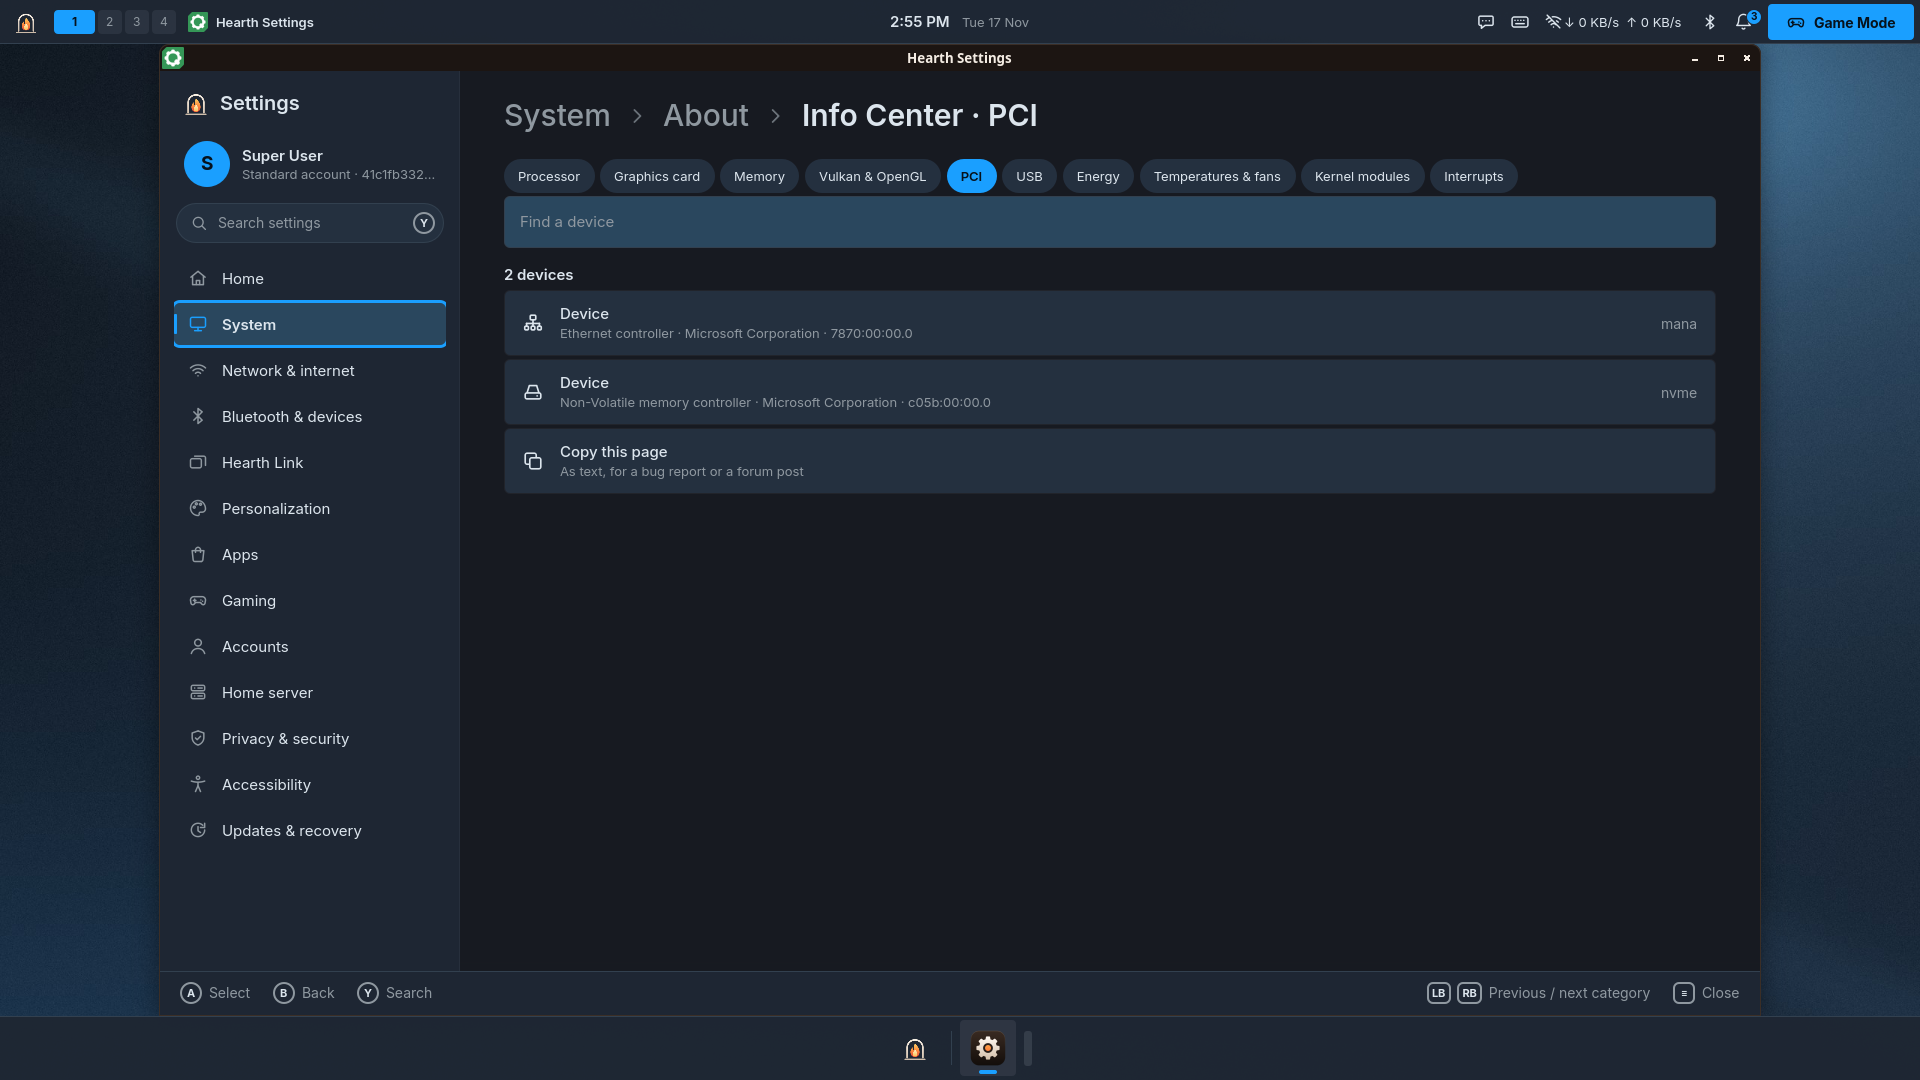 1 2 3 4 Hearth Settings
2:55 PM Tue 17 Nov
0 KB/s 0 KB/s
3
Game Mode
Hearth Settings
Settings
S
Super User
Standard account · 41c1fb332...
Search settings
Y
Home
System
Network & internet
Bluetooth & devices
Hearth Link
Personalization
Apps
Gaming
Accounts
Home server
Privacy & security
Accessibility
Updates & recovery
System About Info Center · PCI
Processor Graphics card Memory Vulkan & OpenGL PCI USB Energy Temperatures & fans Kernel modules Interrupts
Find a device
2 devices
Device
Ethernet controller · Microsoft Corporation · 7870:00:00.0
mana
Device
Non-Volatile memory controller · Microsoft Corporation · c05b:00:00.0
nvme
Copy this page
As text, for a bug report or a forum post
A Select B Back Y Search
LB RB Previous / next category Close